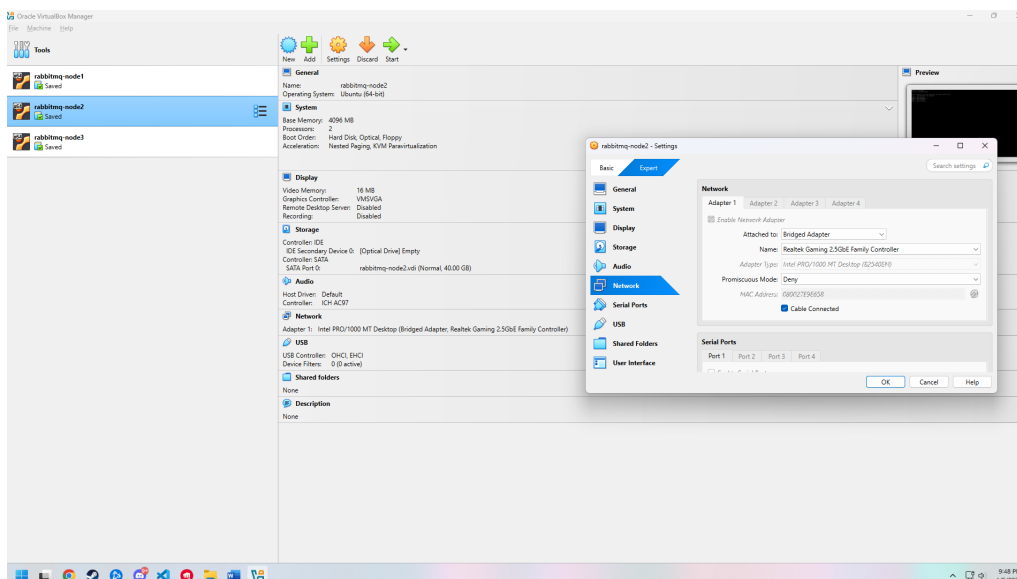 Oracle VirtualBox Manager
File Machine Help
Tools
New Add Settings Discard Start
rabbitmq-node1
Saved
rabbitmq-node2
Saved
rabbitmq-node3
Saved
General
Name: rabbitmq-node2
Operating System: Ubuntu (64-bit)
System
Base Memory: 4096 MB
Processors: 2
Boot Order: Hard Disk, Optical, Floppy
Acceleration: Nested Paging, KVM Paravirtualization
Display
Video Memory: 16 MB
Graphics Controller: VMSVGA
Remote Desktop Server: Disabled
Recording: Disabled
Storage
Controller: IDE
IDE Secondary Device 0: [Optical Drive] Empty
Controller: SATA
SATA Port 0: rabbitmq-node2.vdi (Normal, 40.00 GB)
Audio
Host Driver: Default
Controller: ICH AC97
Network
Adapter 1: Intel PRO/1000 MT Desktop (Bridged Adapter, Realtek Gaming 2.5GbE Family Controller)
USB
USB Controller: OHCI, EHCI
Device Filters: 0 (0 active)
Shared folders
None
Description
None
Preview
rabbitmq-node2 - Settings
Basic Expert
Search settings
General
System
Display
Storage
Audio
Network
Serial Ports
USB
Shared Folders
User Interface
Network
Adapter 1 Adapter 2 Adapter 3 Adapter 4
Enable Network Adapter
Attached to: Bridged Adapter
Name: Realtek Gaming 2.5GbE Family Controller
Adapter Type: Intel PRO/1000 MT Desktop (82540EM)
Promiscuous Mode: Deny
MAC Address: 080027E9E658
Cable Connected
Serial Ports
Port 1 Port 2 Port 3 Port 4
OK Cancel Help
9:48 PM